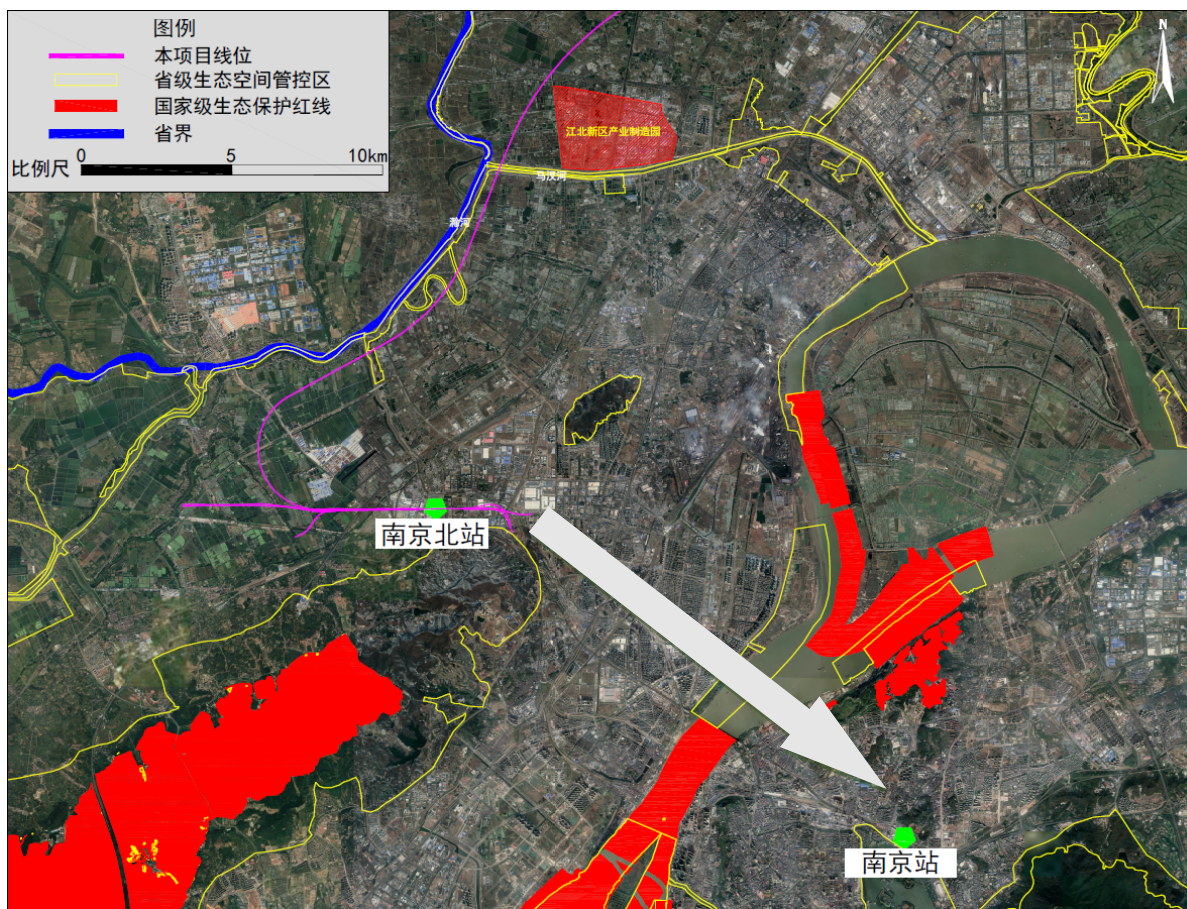 图例
本项目线位
省级生态空间管控区
国家级生态保护红线
省界
比例尺 0 5 10km
N
江北新区产业制造园
马汊河
滁河
南京北站
南京站